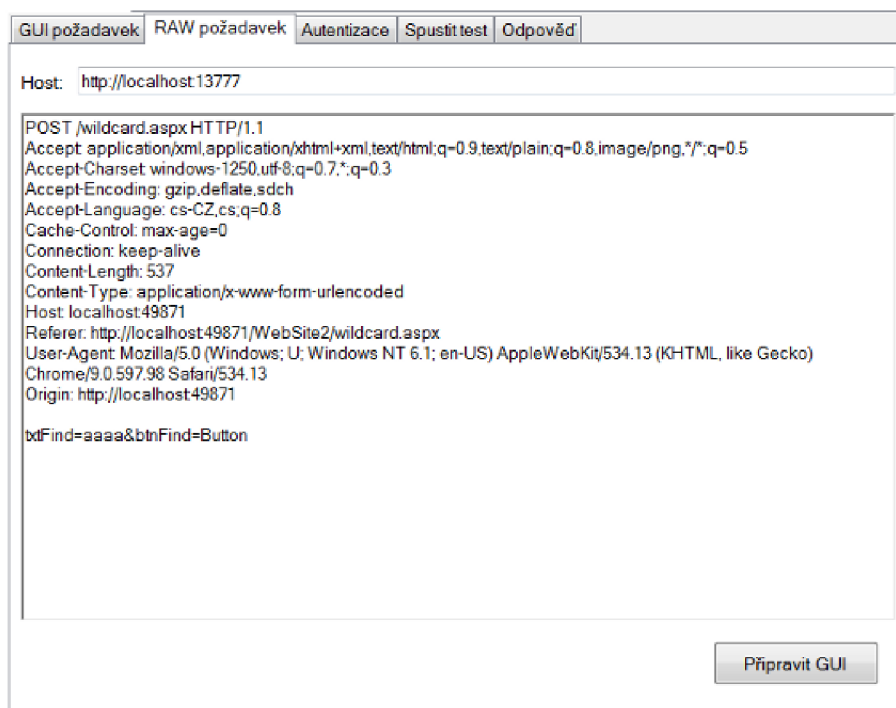 GUI požadavek RAW požadavek Autentizace Spustit test Odpověď
Host: http://localhost:13777
POST /wildcard.aspx HTTP/1.1
Accept: application/xml,application/xhtml+xml,text/html;q=0.9,text/plain;q=0.8,image/png,*/*;q=0.5
Accept-Charset: windows-1250,utf-8;q=0.7,*;q=0.3
Accept-Encoding: gzip,deflate,sdch
Accept-Language: cs-CZ,cs;q=0.8
Cache-Control: max-age=0
Connection: keep-alive
Content-Length: 537
Content-Type: application/x-www-form-urlencoded
Host: localhost:49871
Referer: http://localhost:49871/WebSite2/wildcard.aspx
User-Agent: Mozilla/5.0 (Windows; U; Windows NT 6.1; en-US) AppleWebKit/534.13 (KHTML, like Gecko)
Chrome/9.0.597.98 Safari/534.13
Origin: http://localhost:49871
txtFind=aaaa&btnFind=Button
Připravit GUI